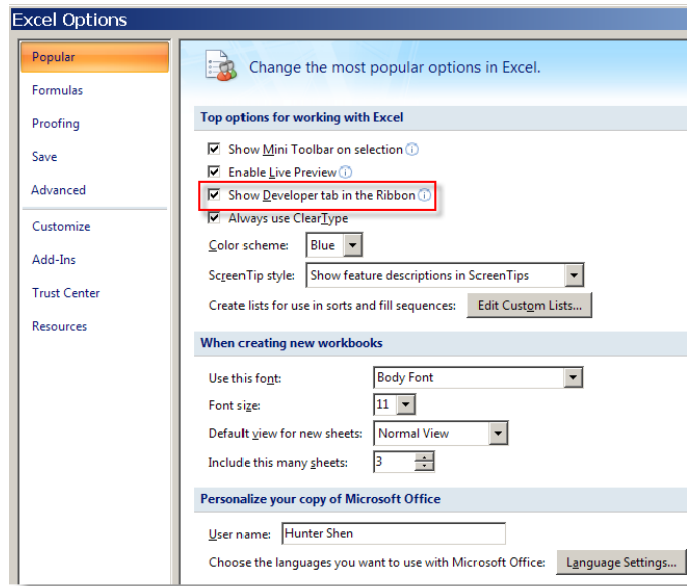 Excel Options
Popular
Formulas
Proofing
Save
Advanced
Customize
Add-Ins
Trust Center
Resources
Change the most popular options in Excel.
Top options for working with Excel
Show Mini Toolbar on selection
Enable Live Preview
Show Developer tab in the Ribbon
Always use ClearType
Color scheme: Blue
ScreenTip style: Show feature descriptions in ScreenTips
Create lists for use in sorts and fill sequences: Edit Custom Lists...
When creating new workbooks
Use this font: Body Font
Font size: 11
Default view for new sheets: Normal View
Include this many sheets: 3
Personalize your copy of Microsoft Office
User name: Hunter Shen
Choose the languages you want to use with Microsoft Office: Language Settings...